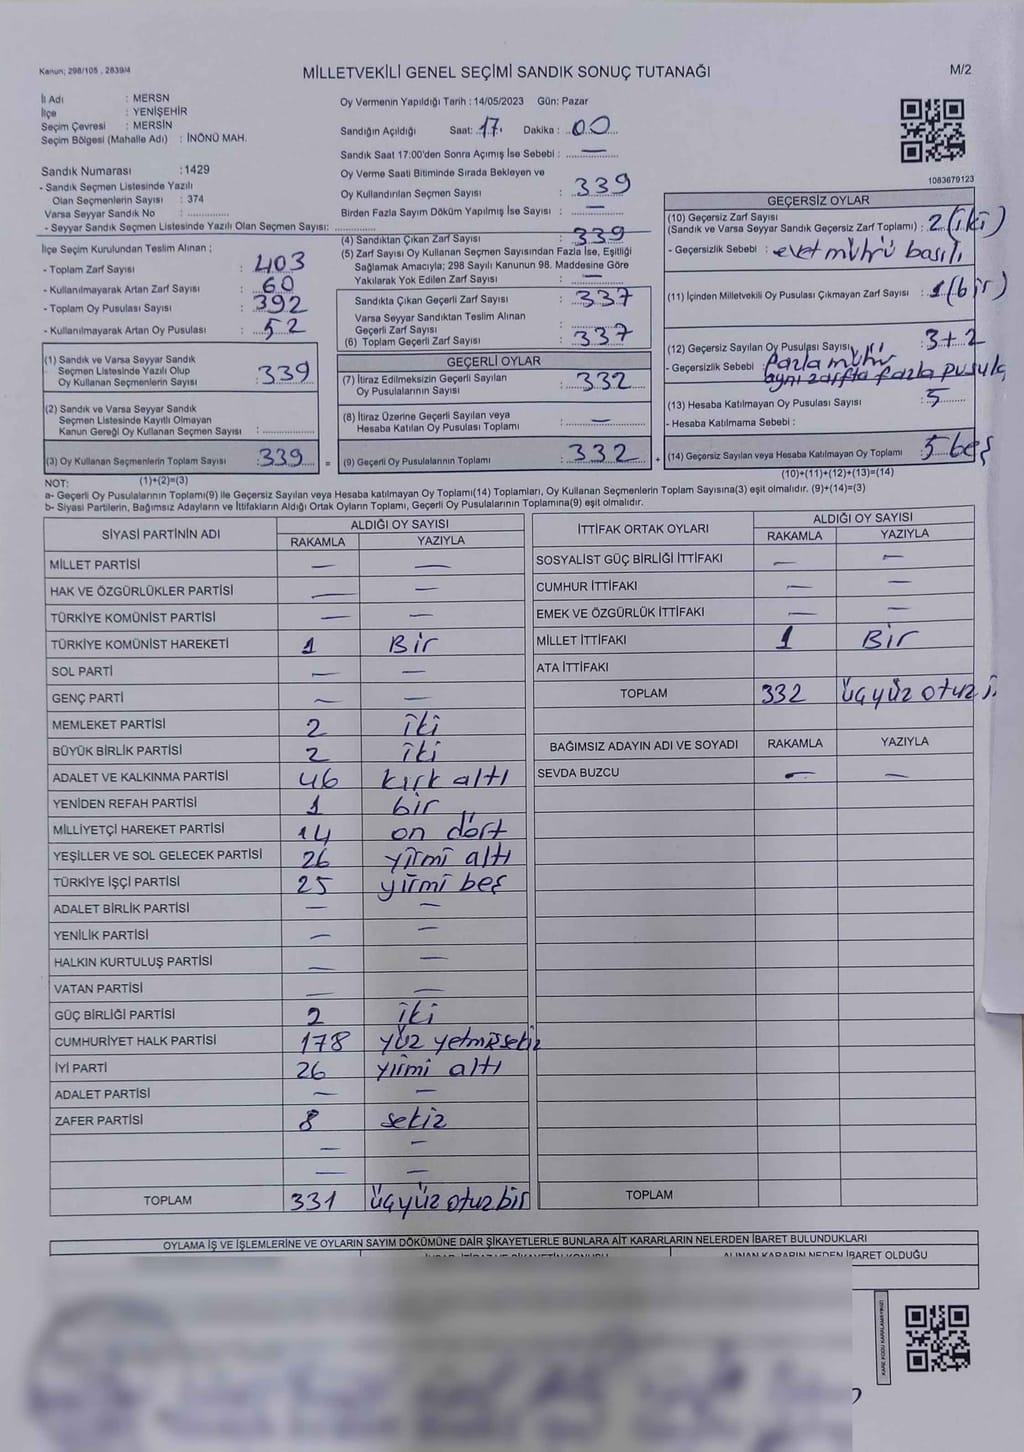 Kanun; 298/105 , 2839/4
MİLLETVEKİLİ GENEL SEÇİMİ SANDIK SONUÇ TUTANAĞI
M/2
İl Adı : MERSN
İlçe : YENİŞEHİR
Seçim Çevresi : MERSİN
Seçim Bölgesi (Mahalle Adı) : İNÖNÜ MAH.
Sandık Numarası :1429
- Sandık Seçmen Listesinde Yazılı
Olan Seçmenlerin Sayısı : 374
Varsa Seyyar Sandık No : ..............
- Seyyar Sandık Seçmen Listesinde Yazılı Olan Seçmen Sayısı: ..............
Oy Vermenin Yapıldığı Tarih : 14/05/2023 Gün: Pazar
Sandığın Açıldığı Saat: 17. Dakika : 00
Sandık Saat 17:00'den Sonra Açımış İse Sebebi : —
Oy Verme Saati Bitiminde Sırada Bekleyen ve
Oy Kullandırılan Seçmen Sayısı : 339
Birden Fazla Sayım Döküm Yapılmış İse Sayısı : —
1083679123
İlçe Seçim Kurulundan Teslim Alınan ;
- Toplam Zarf Sayısı : 403
- Kullanılmayarak Artan Zarf Sayısı : 60
- Toplam Oy Pusulası Sayısı : 392
- Kullanılmayarak Artan Oy Pusulası : 52
(4) Sandıktan Çıkan Zarf Sayısı : 339
(5) Zarf Sayısı Oy Kullanan Seçmen Sayısından Fazla İse, Eşitliği
Sağlamak Amacıyla; 298 Sayılı Kanunun 98. Maddesine Göre
Yakılarak Yok Edilen Zarf Sayısı : —
Sandıkta Çıkan Geçerli Zarf Sayısı : 337
Varsa Seyyar Sandıktan Teslim Alınan
Geçerli Zarf Sayısı
(6) Toplam Geçerli Zarf Sayısı : 337
GEÇERSİZ OYLAR
(10) Geçersiz Zarf Sayısı
(Sandık ve Varsa Seyyar Sandık Geçersiz Zarf Toplamı) : 2 (iki)
- Geçersizlik Sebebi : evet mührü basılı
(11) İçinden Milletvekili Oy Pusulası Çıkmayan Zarf Sayısı : 1 (bir)
(12) Geçersiz Sayılan Oy Pusulası Sayısı : 3+2
- Geçersizlik Sebebi fazla mühür
aynı zarfta fazla pusula
(13) Hesaba Katılmayan Oy Pusulası Sayısı : 5
- Hesaba Katılmama Sebebi :
(14) Geçersiz Sayılan veya Hesaba Katılmayan Oy Toplamı : 5 beş
(10)+(11)+(12)+(13)=(14)
(1) Sandık ve Varsa Seyyar Sandık
Seçmen Listesinde Yazılı Olup
Oy Kullanan Seçmenlerin Sayısı : 339
(2) Sandık ve Varsa Seyyar Sandık
Seçmen Listesinde Kayıtlı Olmayan
Kanun Gereği Oy Kullanan Seçmen Sayısı : ..............
(3) Oy Kullanan Seçmenlerin Toplam Sayısı : 339 =
GEÇERLİ OYLAR
(7) İtiraz Edilmeksizin Geçerli Sayılan
Oy Pusulalarının Sayısı : 332
(8) İtiraz Üzerine Geçerli Sayılan veya
Hesaba Katılan Oy Pusulası Toplamı : —
(9) Geçerli Oy Pusulalarının Toplamı : 332 +
NOT: (1)+(2)=(3)
a- Geçerli Oy Pusulalarının Toplamı(9) ile Geçersiz Sayılan veya Hesaba katılmayan Oy Toplamı(14) Toplamları, Oy Kullanan Seçmenlerin Toplam Sayısına(3) eşit olmalıdır. (9)+(14)=(3)
b- Siyasi Partilerin, Bağımsız Adayların ve İttifakların Aldığı Ortak Oyların Toplamı, Geçerli Oy Pusulalarının Toplamına(9) eşit olmalıdır.
SİYASİ PARTİNİN ADI ALDIĞI OY SAYISI
RAKAMLA YAZIYLA
MİLLET PARTİSİ — —
HAK VE ÖZGÜRLÜKLER PARTİSİ — —
TÜRKİYE KOMÜNİST PARTİSİ — —
TÜRKİYE KOMÜNİST HAREKETİ 1 Bir
SOL PARTİ — —
GENÇ PARTİ — —
MEMLEKET PARTİSİ 2 iki
BÜYÜK BİRLİK PARTİSİ 2 iki
ADALET VE KALKINMA PARTİSİ 46 kırk altı
YENİDEN REFAH PARTİSİ 1 bir
MİLLİYETÇİ HAREKET PARTİSİ 14 on dört
YEŞİLLER VE SOL GELECEK PARTİSİ 26 yirmi altı
TÜRKİYE İŞÇİ PARTİSİ 25 yirmi beş
ADALET BİRLİK PARTİSİ — —
YENİLİK PARTİSİ — —
HALKIN KURTULUŞ PARTİSİ — —
VATAN PARTİSİ — —
GÜÇ BİRLİĞİ PARTİSİ 2 iki
CUMHURİYET HALK PARTİSİ 178 yüz yetmişsekiz
İYİ PARTİ 26 yirmi altı
ADALET PARTİSİ — —
ZAFER PARTİSİ 8 sekiz
— —
— —
TOPLAM 331 üçyüz otuz bir
İTTİFAK ORTAK OYLARI ALDIĞI OY SAYISI
RAKAMLA YAZIYLA
SOSYALİST GÜÇ BİRLİĞİ İTTİFAKI — —
CUMHUR İTTİFAKI — —
EMEK VE ÖZGÜRLÜK İTTİFAKI — —
MİLLET İTTİFAKI 1 Bir
ATA İTTİFAKI
TOPLAM 332 üçyüz otuz i.
BAĞIMSIZ ADAYIN ADI VE SOYADI RAKAMLA YAZIYLA
SEVDA BUZCU — —
TOPLAM
OYLAMA İŞ VE İŞLEMLERİNE VE OYLARIN SAYIM DÖKÜMÜNE DAİR ŞİKAYETLERLE BUNLARA AİT KARARLARIN NELERDEN İBARET BULUNDUKLARI
ALINAN KARARIN NEDEN İBARET OLDUĞU